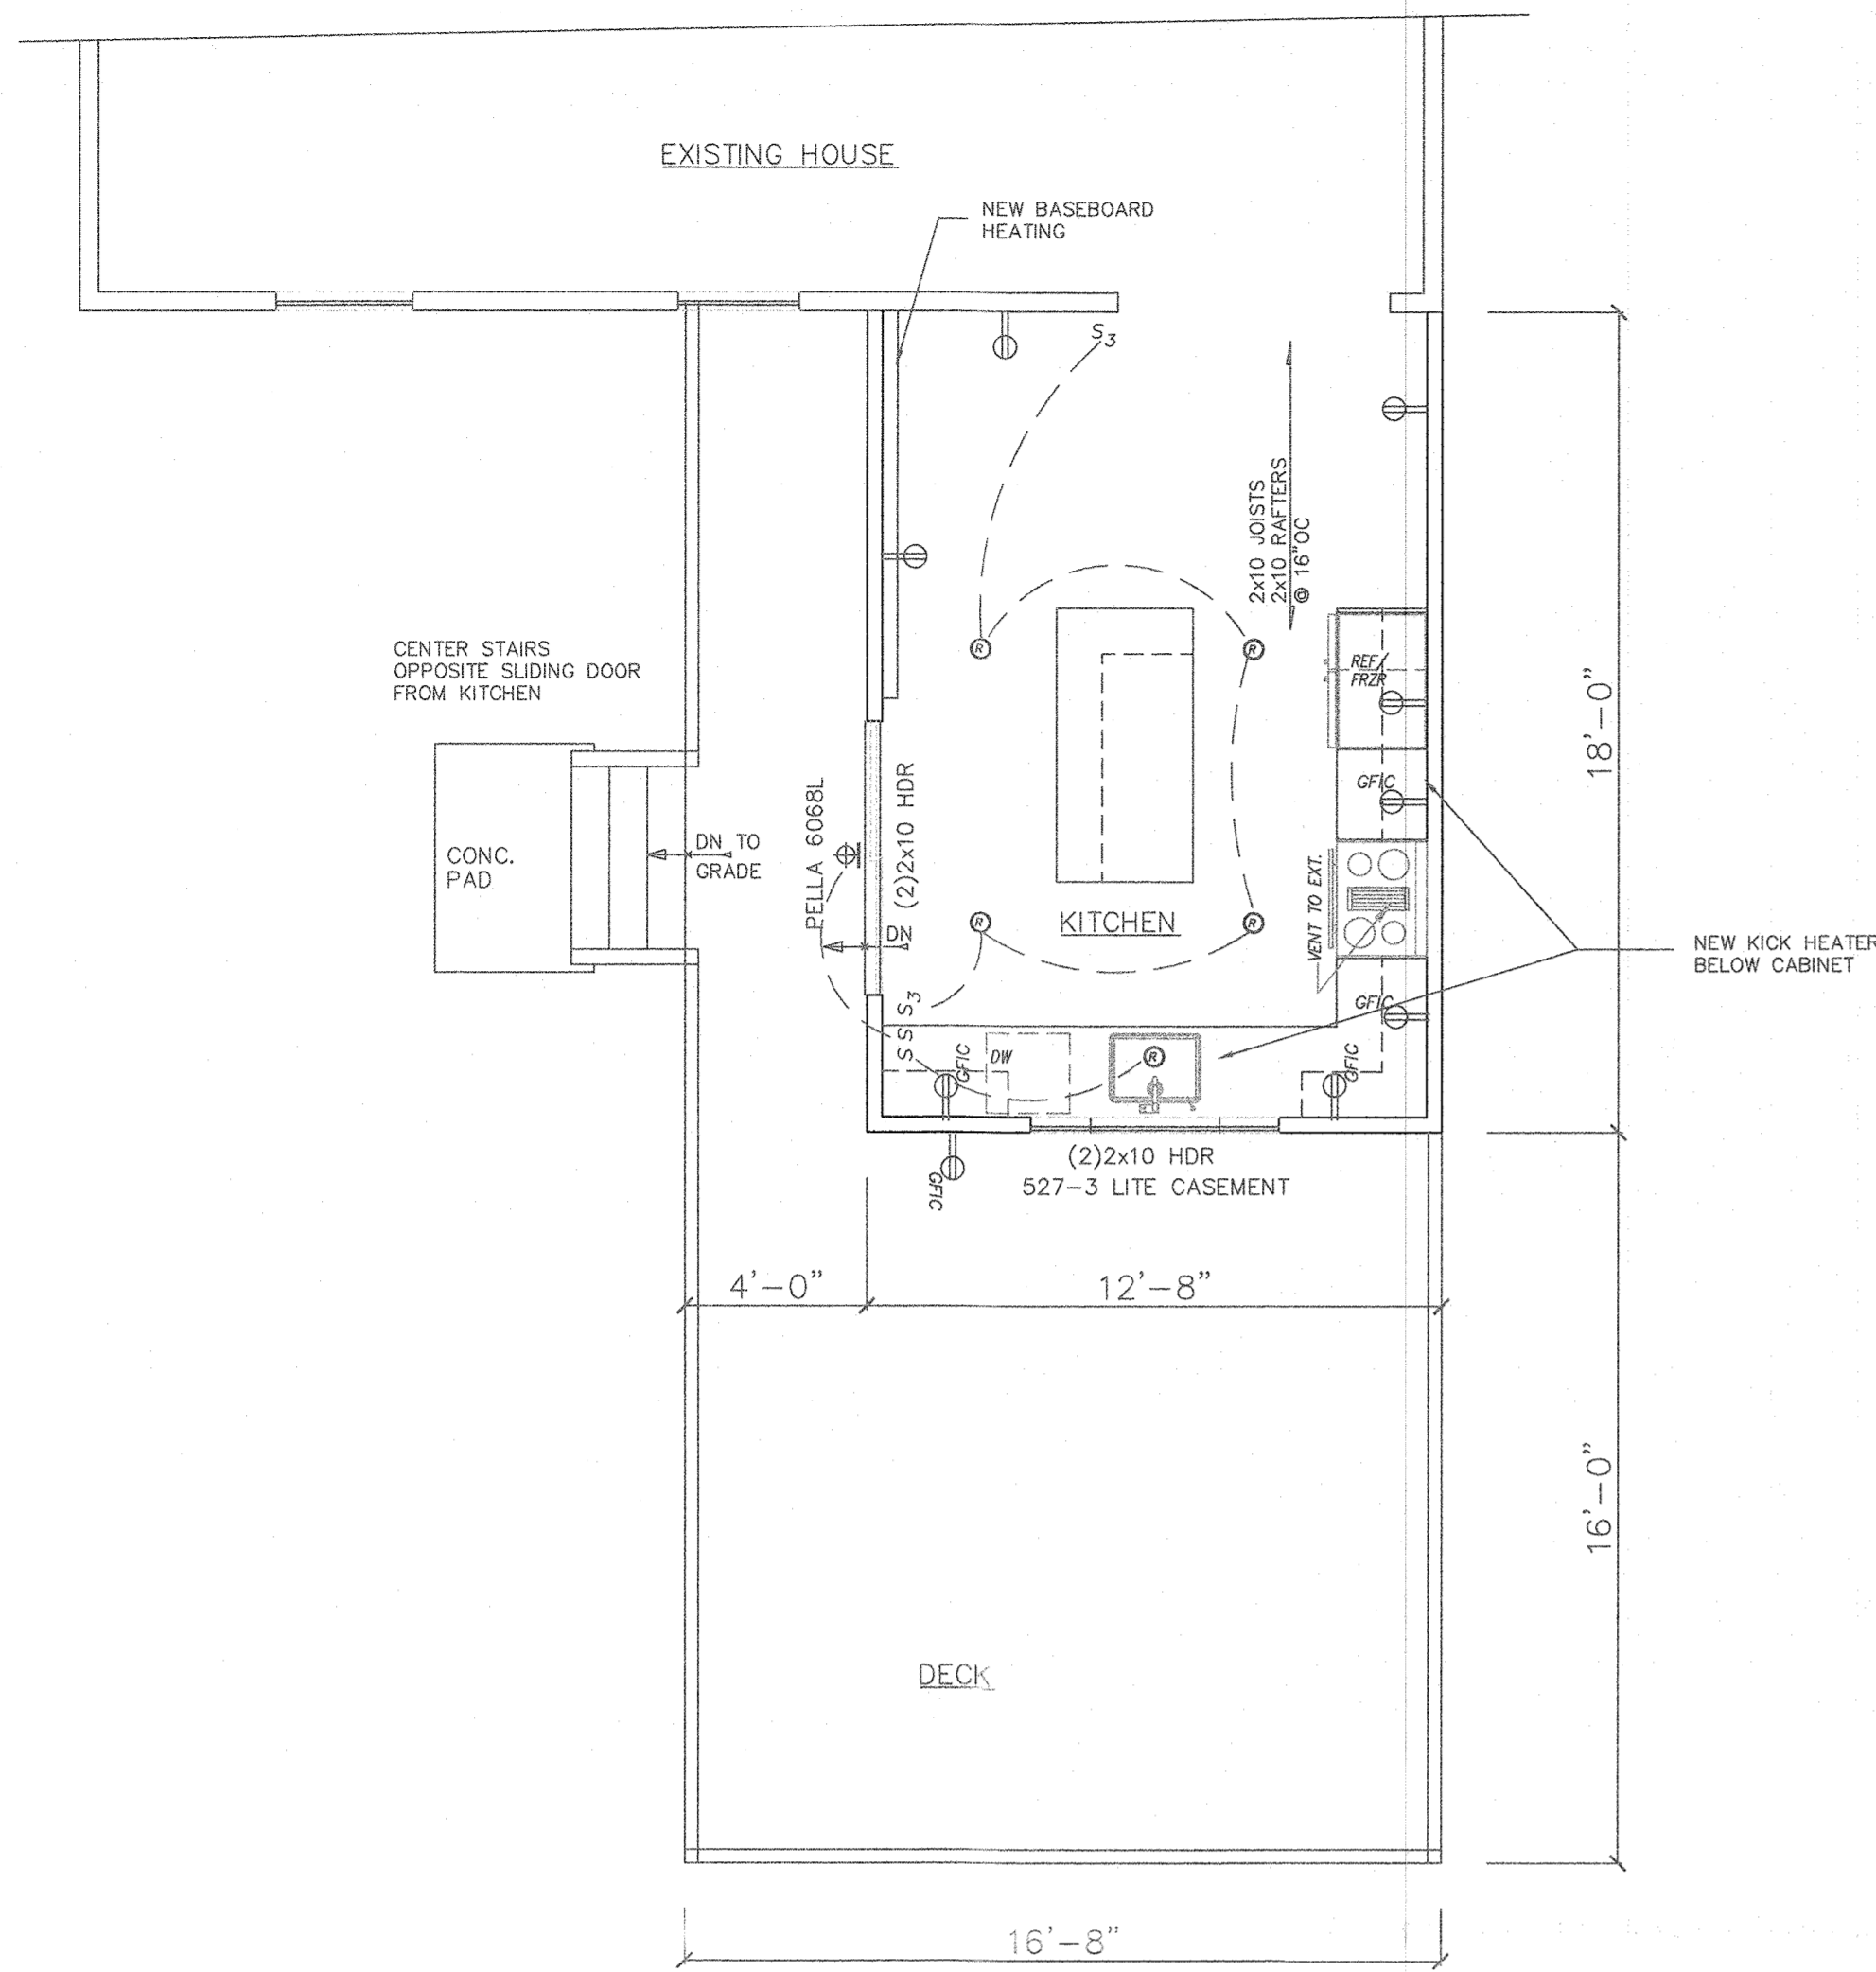 EXISTING HOUSE
NEW BASEBOARD
HEATING
S3
2x10 JOISTS
2x10 RAFTERS
@ 16"OC
CENTER STAIRS
OPPOSITE SLIDING DOOR
FROM KITCHEN
R
R
REF/
FRZR
18'-0"
GFIC
PELLA 6068L
(2)2x10 HDR
CONC.
PAD
DN TO
GRADE
VENT TO EXT.
R
KITCHEN
R
DN
NEW KICK HEATER
BELOW CABINET
S S S3
GFIC
GFIC
DW
R
GFIC
(2)2x10 HDR
527-3 LITE CASEMENT
GFIC
4'-0"
12'-8"
16'-0"
DECK
16'-8"